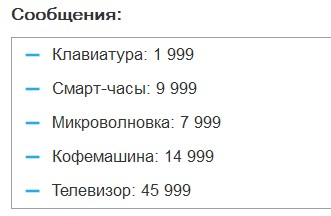 Сообщения:
Клавиатура: 1 999
Смарт-часы: 9 999
Микроволновка: 7 999
Кофемашина: 14 999
Телевизор: 45 999